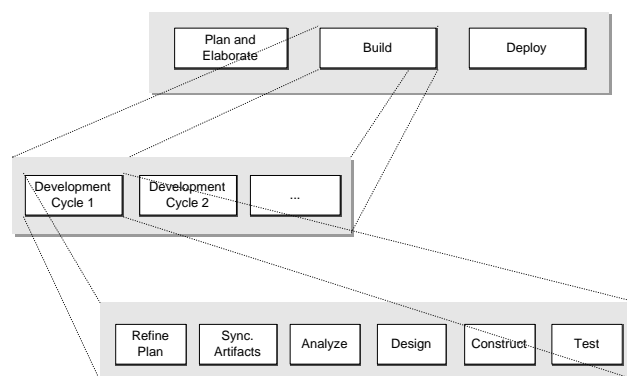 Plan and
Elaborate
Build
Deploy
Development
Cycle 1
Development
Cycle 2
...
Refine
Plan
Sync.
Artifacts
Analyze
Design
Construct
Test